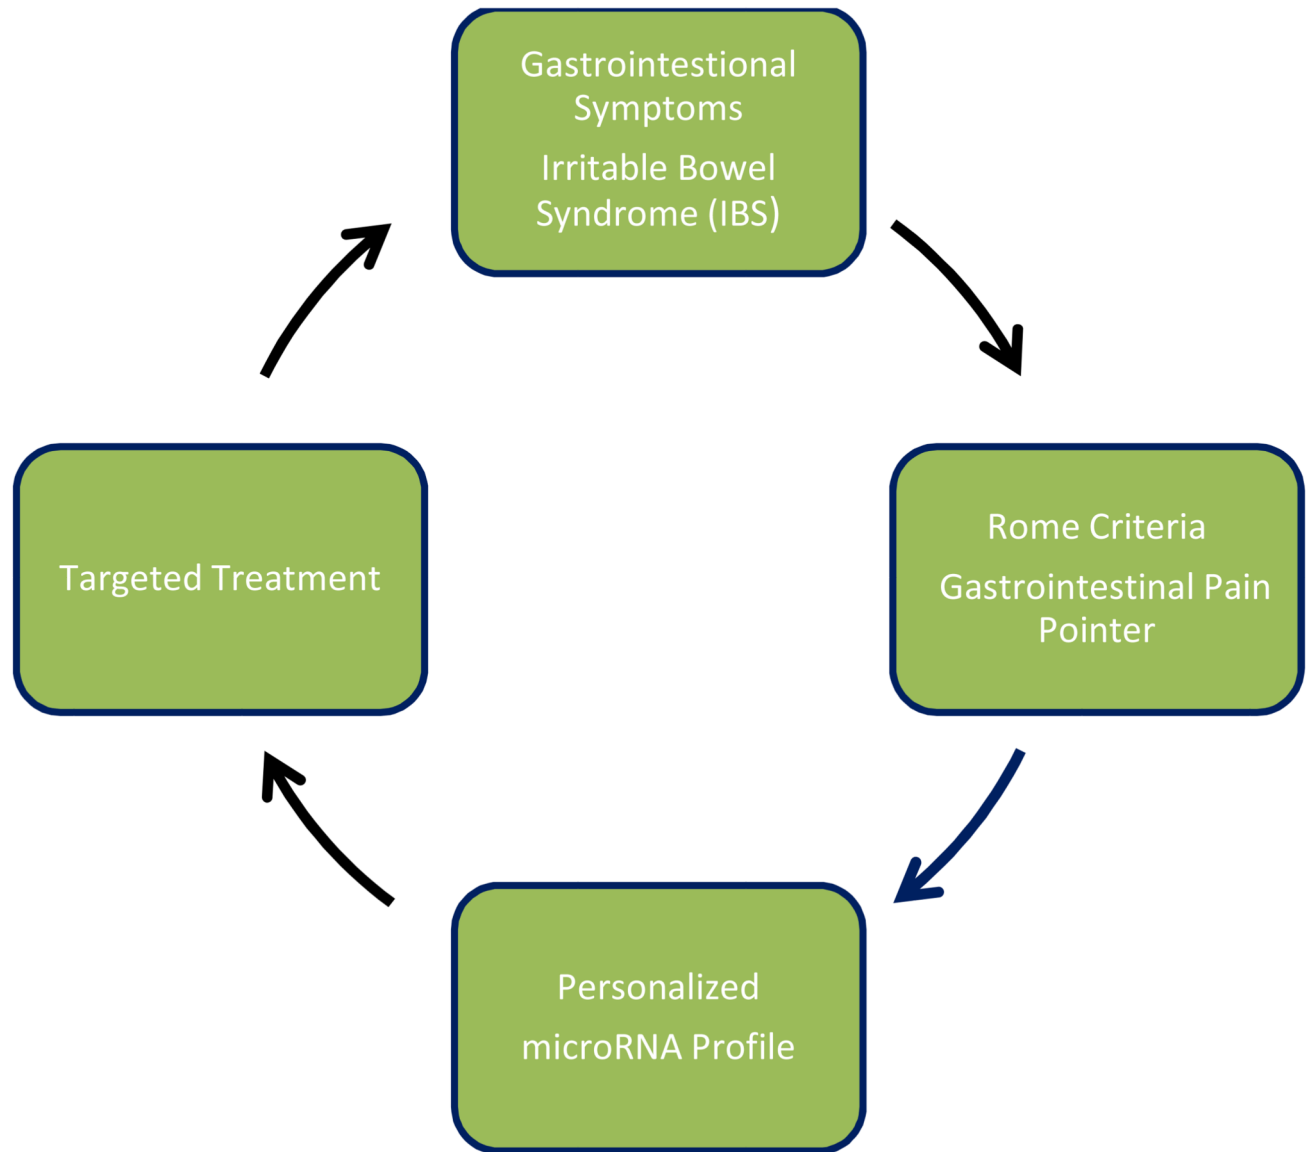 Gastrointestional
Symptoms
Irritable Bowel
Syndrome (IBS)
Rome Criteria
Gastrointestinal Pain
Pointer
Targeted Treatment
Personalized
microRNA Profile